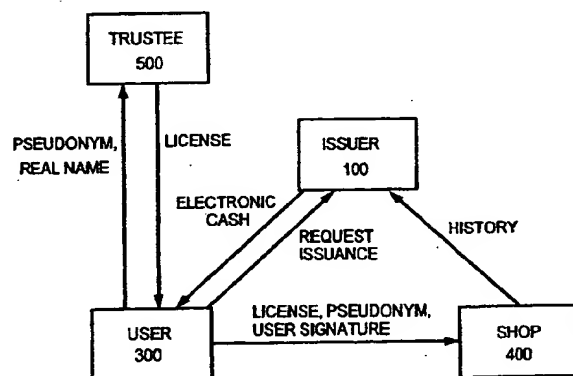 TRUSTEE
500
PSEUDONYM,
REAL NAME
LICENSE
ISSUER
100
ELECTRONIC
CASH
REQUEST
ISSUANCE
HISTORY
LICENSE, PSEUDONYM,
USER SIGNATURE
USER
300
SHOP
400